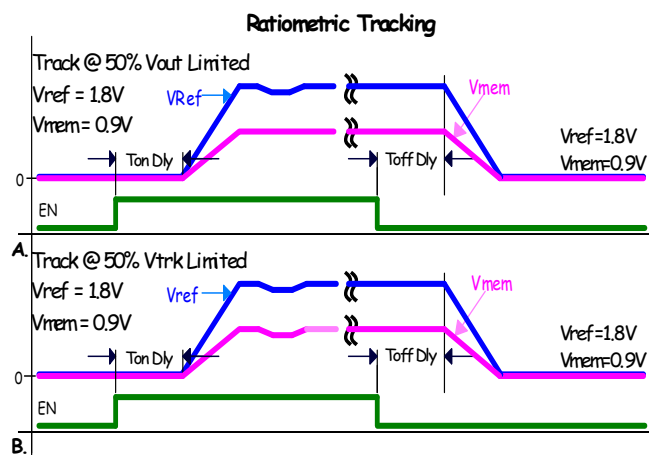 Ratiometric Tracking
Track @ 50% Vout Limited
Vref = 1.8V
VRef
Vmem
Vmem = 0.9V
Vref=1.8V
Ton Dly
Toff Dly
Vmem=0.9V
0
EN
A.
Track @ 50% Vtrk Limited
Vref = 1.8V
Vref
Vmem
Vmem = 0.9V
Vref=1.8V
Ton Dly
Toff Dly
Vmem=0.9V
0
EN
B.